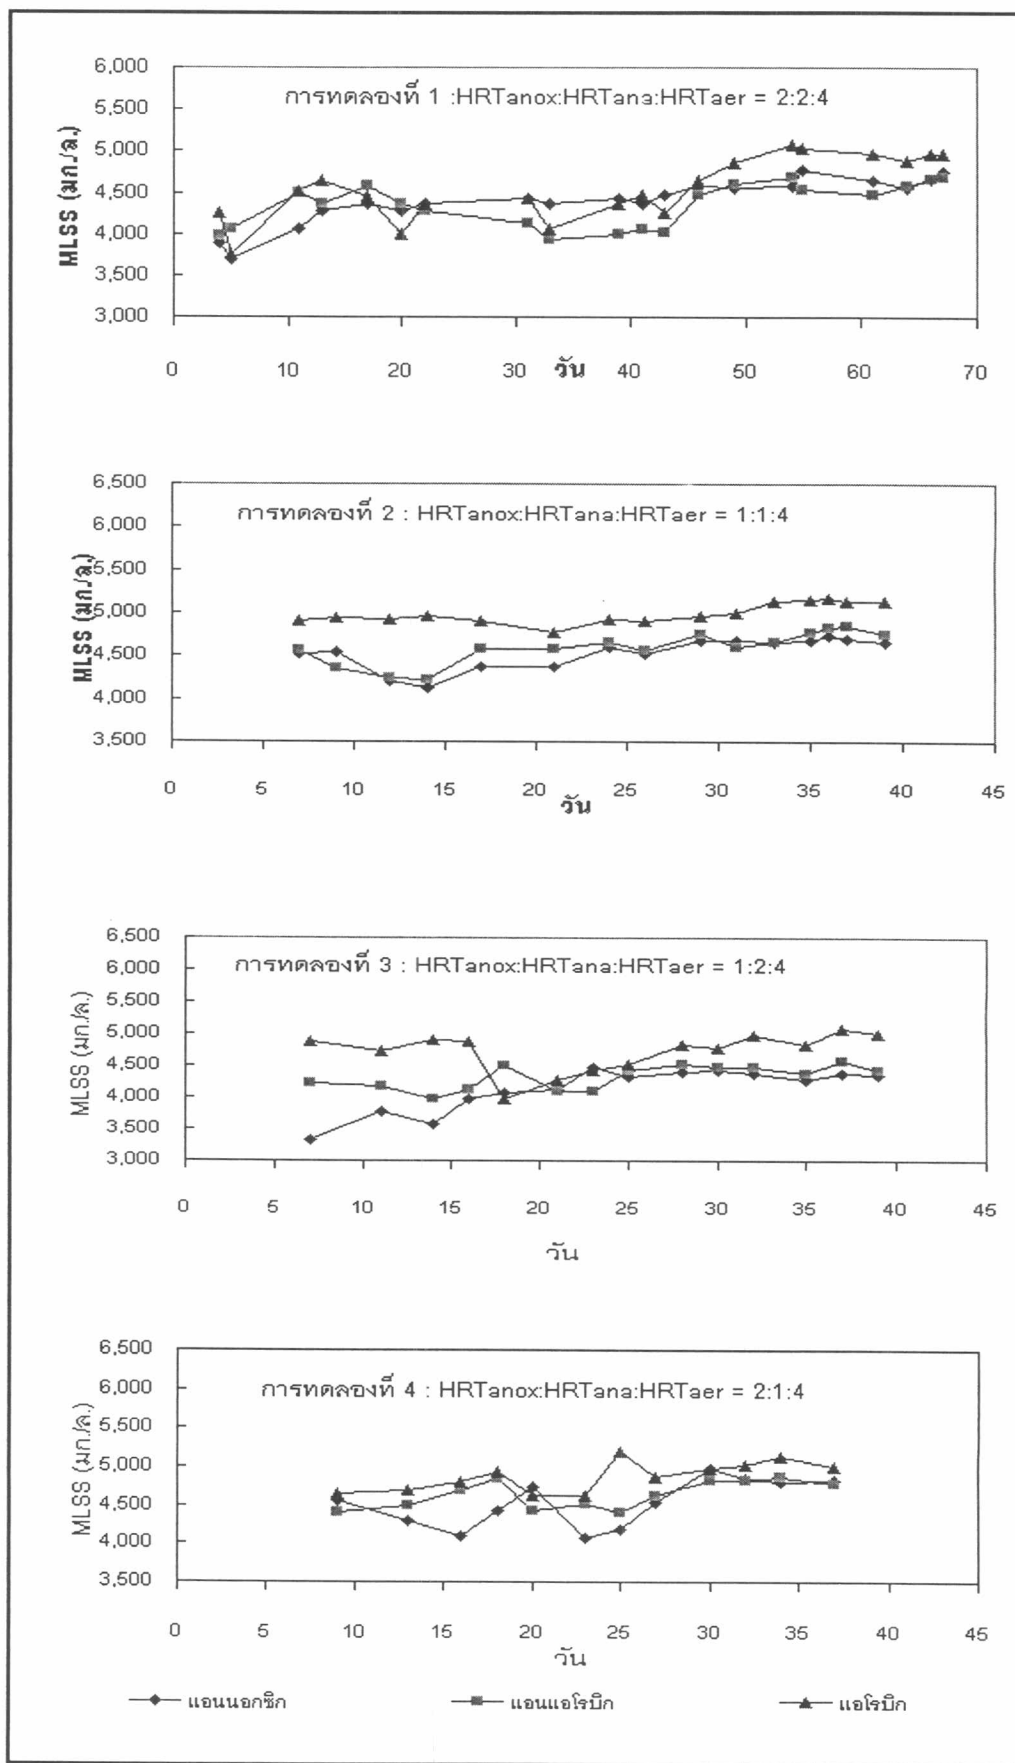 6,000
การทดลองที่ 1 :HRTanox:HRTana:HRTaer = 2:2:4
5,500
5,000
4,500
4,000
3,500
3,000
MLSS (มก./ล.)
0 10 20 30 40 50 60 70
วัน
6,500
การทดลองที่ 2 : HRTanox:HRTana:HRTaer = 1:1:4
6,000
5,500
5,000
4,500
4,000
3,500
MLSS (มก./ล.)
0 5 10 15 20 25 30 35 40 45
วัน
6,500
การทดลองที่ 3 : HRTanox:HRTana:HRTaer = 1:2:4
6,000
5,500
5,000
4,500
4,000
3,500
3,000
MLSS (มก./ล.)
0 5 10 15 20 25 30 35 40 45
วัน
6,500
การทดลองที่ 4 : HRTanox:HRTana:HRTaer = 2:1:4
6,000
5,500
5,000
4,500
4,000
3,500
MLSS (มก./ล.)
0 5 10 15 20 25 30 35 40 45
วัน
แอนนอกซิก แอนแอโรบิก แอโรบิก